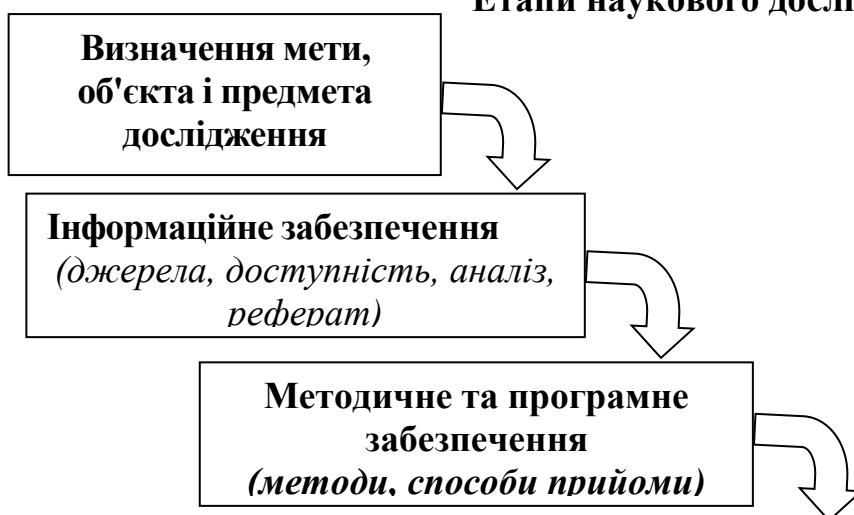 Етапи наукового дослі
Визначення мети,
об'єкта і предмета
дослідження
Інформаційне забезпечення
(джерела, доступність, аналіз,
реферат)
Методичне та програмне
забезпечення
(методи, способи прийоми)